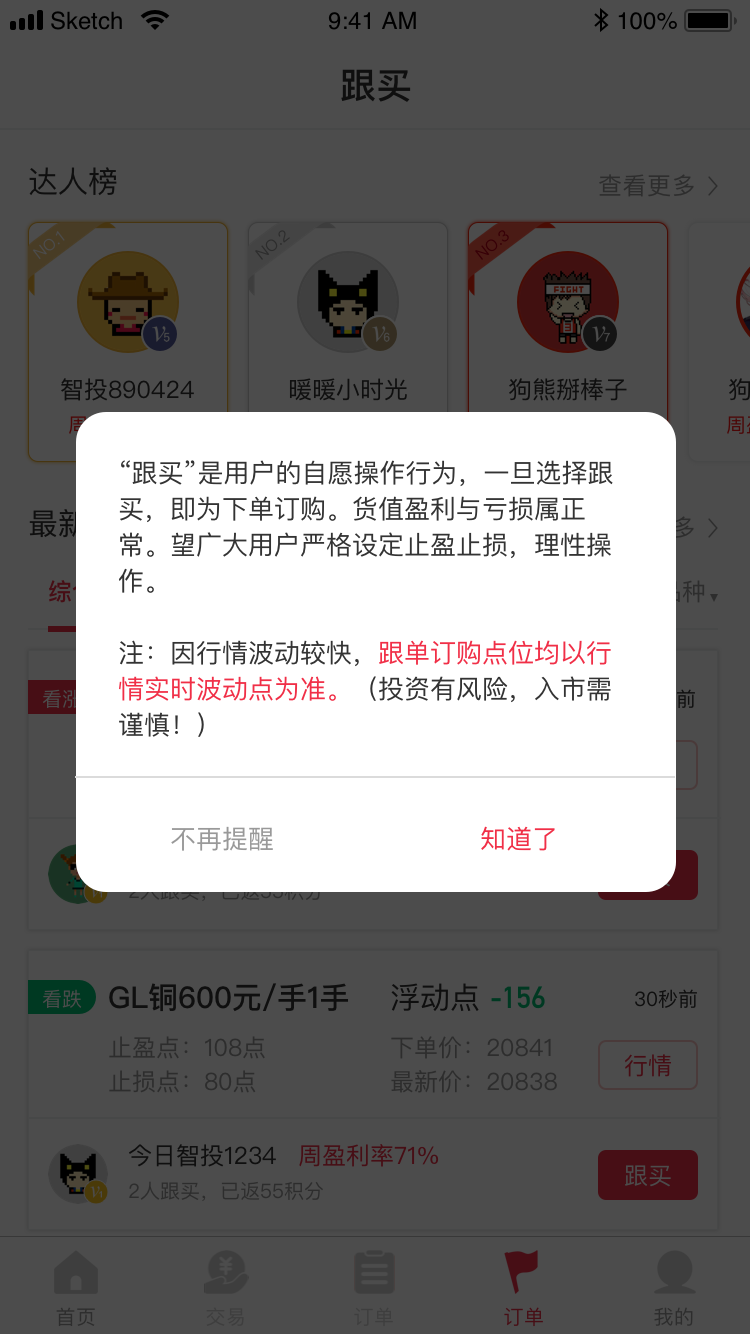 Sketch 9:41 AM 100%
跟买
达人榜 查看更多
NO.1 NO.2 NO.3
FIGHT
V5 V6 V7
智投890424 暖暖小时光 狗熊掰棒子 狗
周 周
最新 多
综 品种
看涨 前
“跟买”是用户的自愿操作行为，一旦选择跟
买，即为下单订购。货值盈利与亏损属正
常。望广大用户严格设定止盈止损，理性操
作。
注：因行情波动较快，跟单订购点位均以行
情实时波动点为准。（投资有风险，入市需
谨慎！）
不再提醒 知道了
2人跟买，已返55积分
看跌 GL铜600元/手1手 浮动点 -156 30秒前
止盈点：108点 下单价：20841
止损点：80点 最新价：20838
行情
今日智投1234 周盈利率71%
2人跟买，已返55积分
跟买
首页 交易 订单 订单 我的